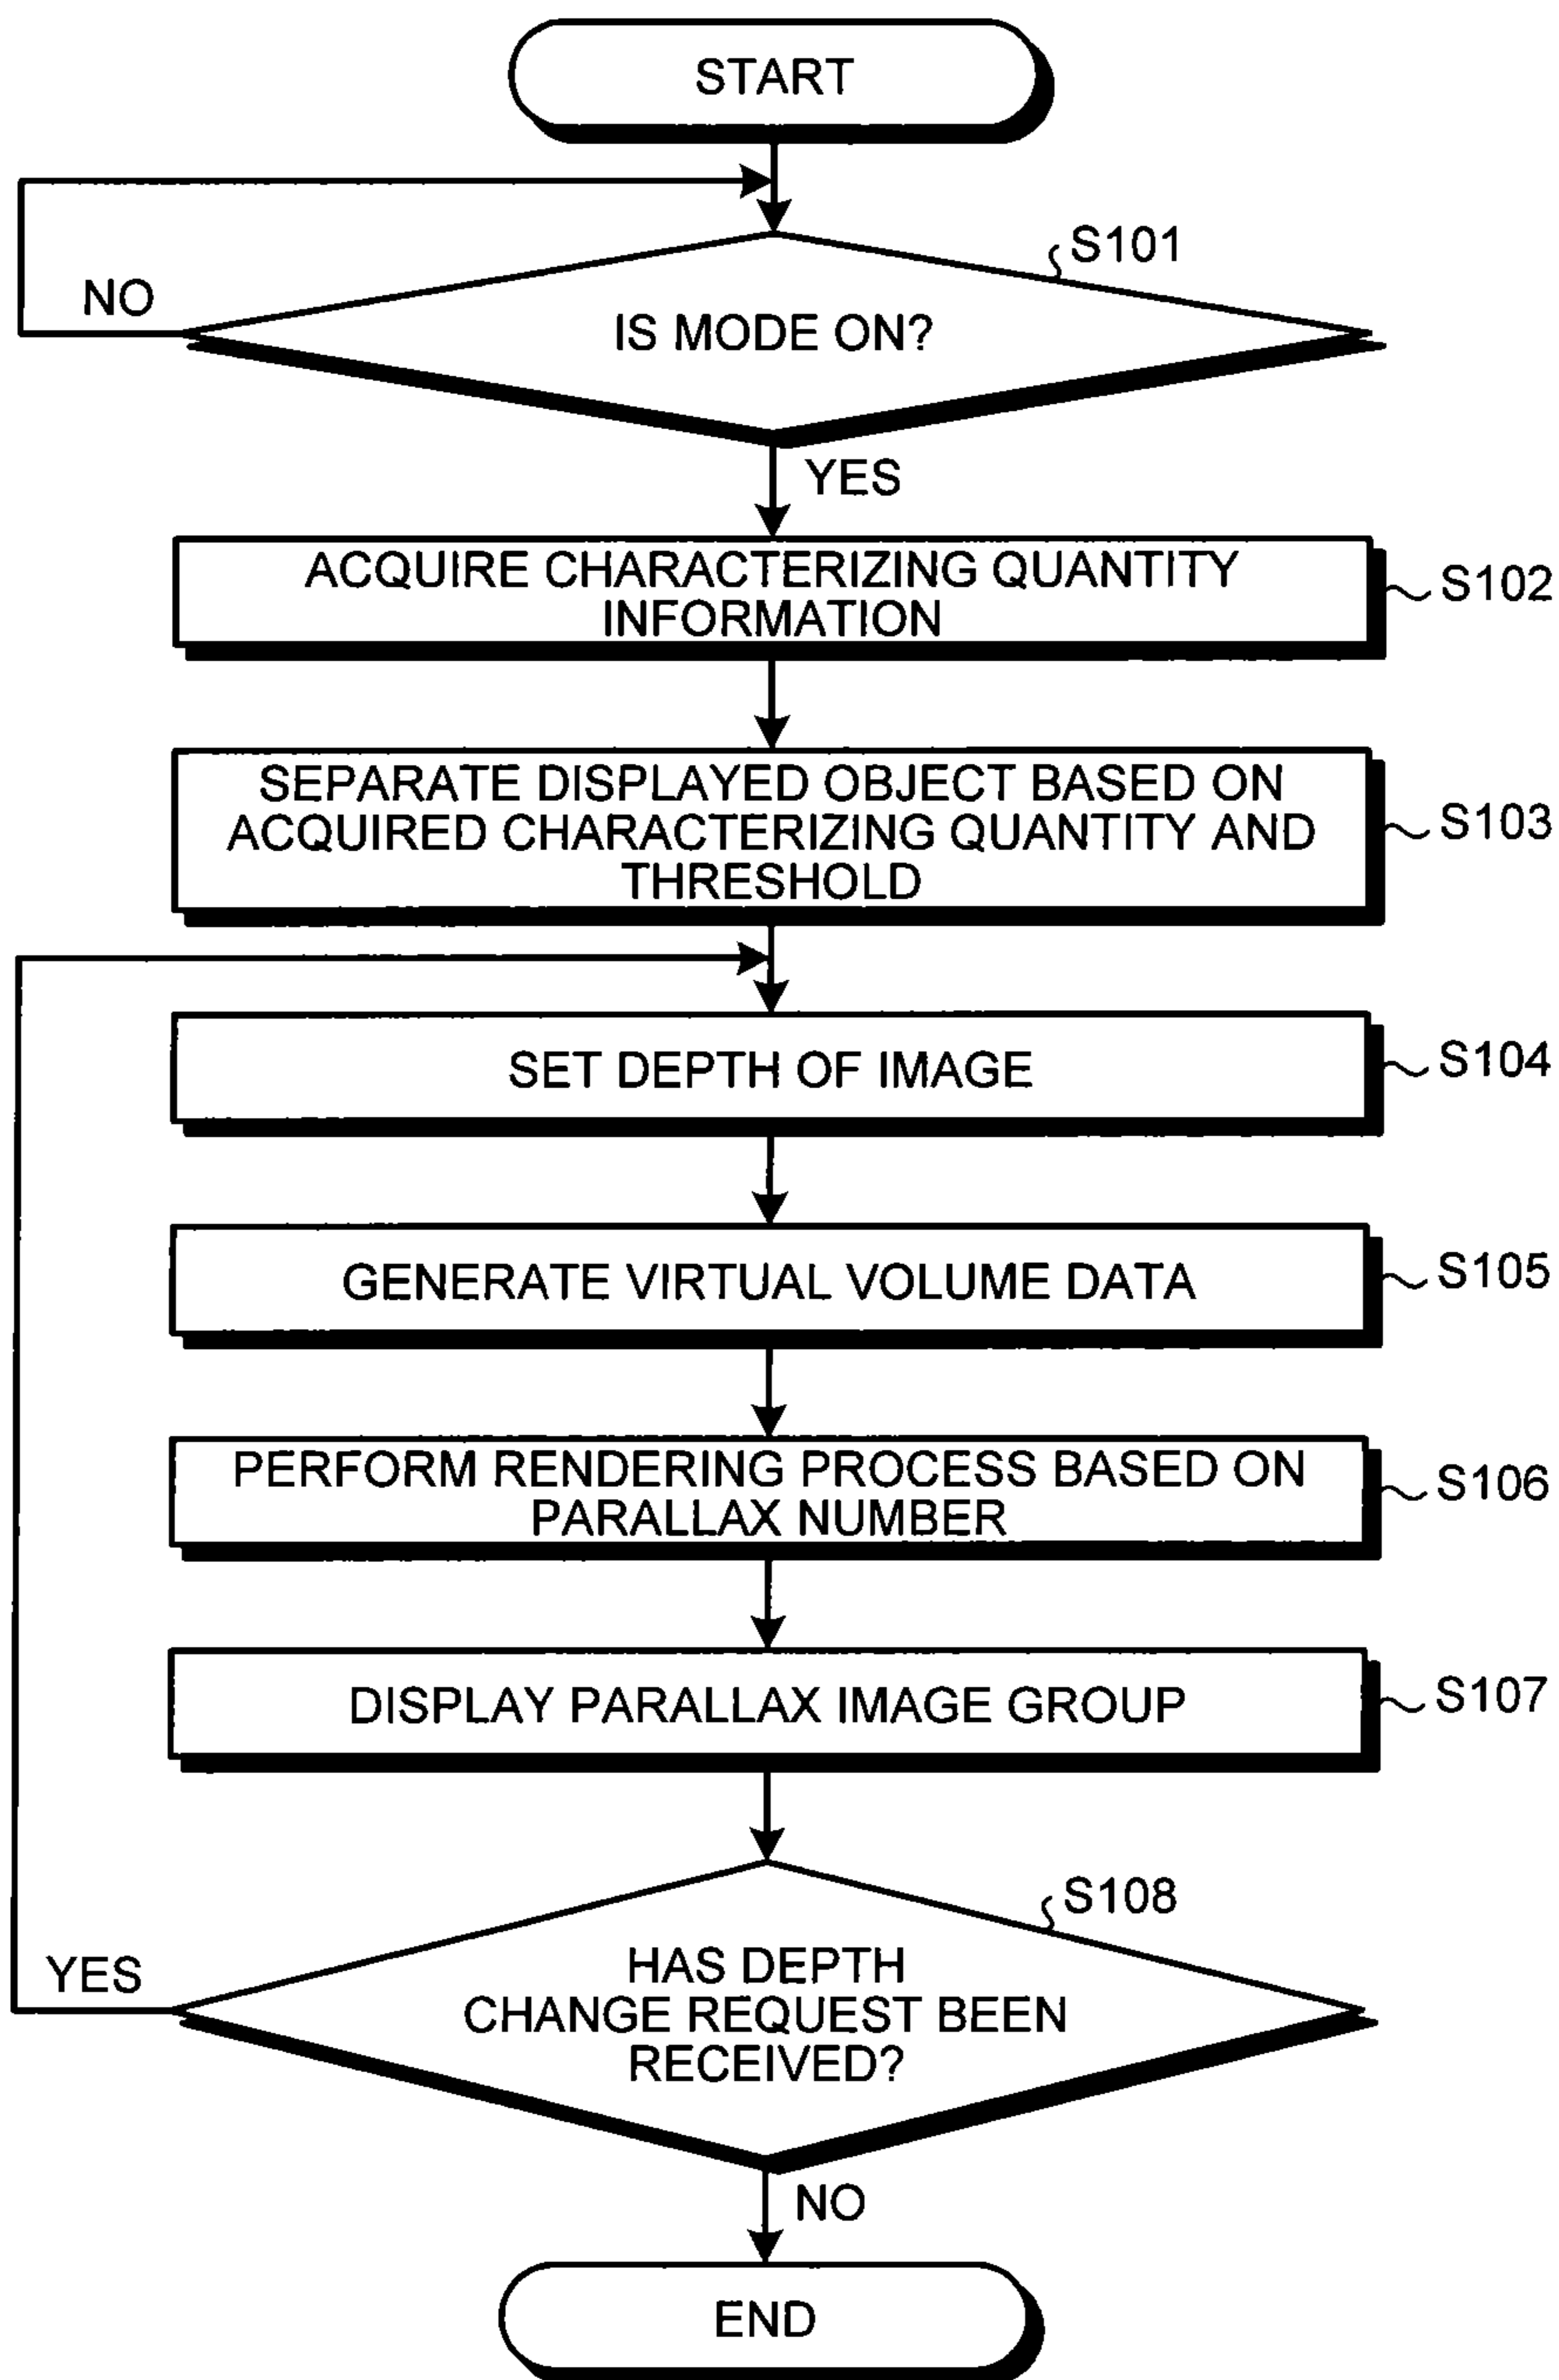 START
S101
NO
IS MODE ON?
YES
ACQUIRE CHARACTERIZING QUANTITY
INFORMATION
S102
SEPARATE DISPLAYED OBJECT BASED ON
ACQUIRED CHARACTERIZING QUANTITY AND
THRESHOLD
S103
SET DEPTH OF IMAGE
S104
GENERATE VIRTUAL VOLUME DATA
S105
PERFORM RENDERING PROCESS BASED ON
PARALLAX NUMBER
S106
DISPLAY PARALLAX IMAGE GROUP
S107
S108
YES
HAS DEPTH
CHANGE REQUEST BEEN
RECEIVED?
NO
END